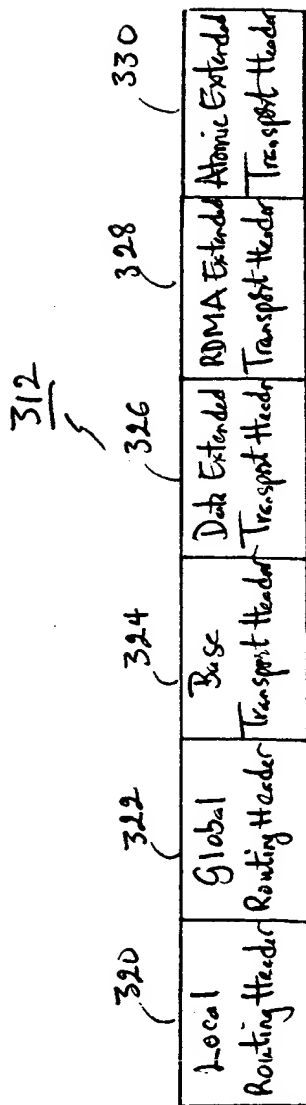 312
320
322
324
326
328
330
Local
Routing Header
Global
Routing Header
Base
Transport Header
Data Extended
Transport Header
RDMA Extended
Transport Header
Atomic Extended
Transport Header